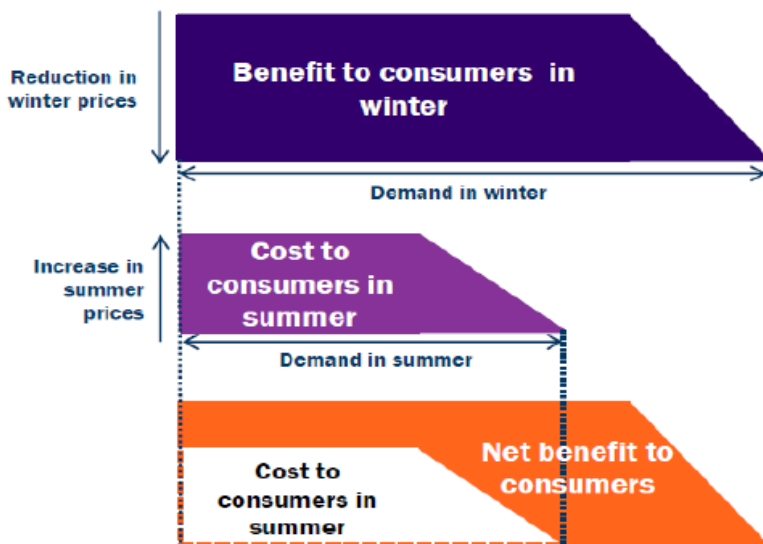 Reduction in
winter prices
Benefit to consumers in
winter
Demand in winter
Increase in
summer
prices
Cost to
consumers in
summer
Demand in summer
Net benefit to
consumers
Cost to
consumers in
summer